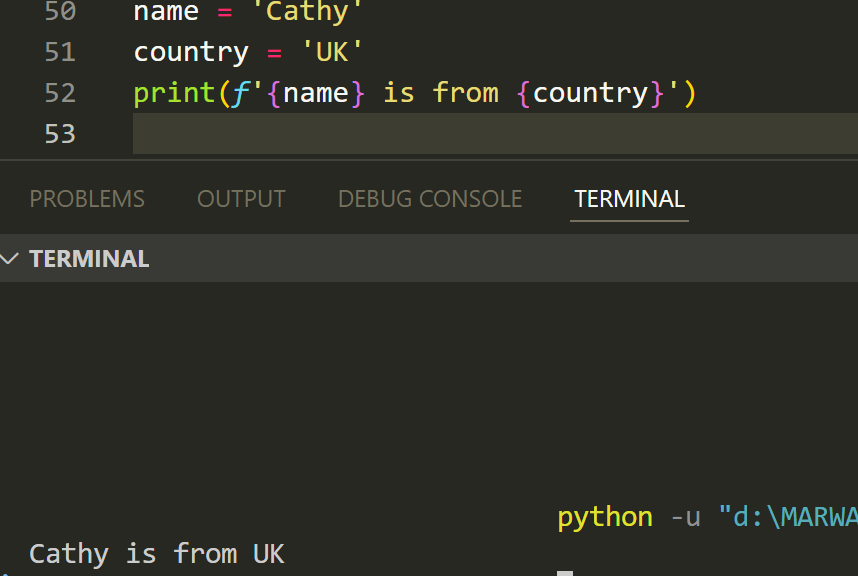 50 name = 'Cathy'
51 country = 'UK'
52 print(f'{name} is from {country}')
53
PROBLEMS OUTPUT DEBUG CONSOLE TERMINAL
TERMINAL
python -u "d:\MARWA
Cathy is from UK